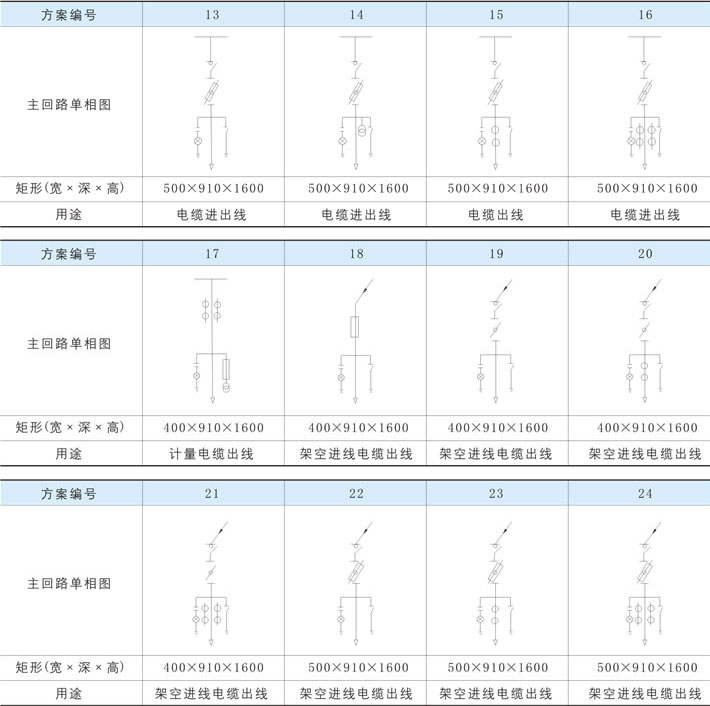 方案编号 13 14 15 16
主回路单相图
矩形(宽×深×高) 500×910×1600 500×910×1600 500×910×1600 500×910×1600
用途 电缆进出线 电缆进出线 电缆出线 电缆进出线
方案编号 17 18 19 20
主回路单相图
矩形(宽×深×高) 400×910×1600 400×910×1600 400×910×1600 400×910×1600
用途 计量电缆出线 架空进线电缆出线 架空进线电缆出线 架空进线电缆出线
方案编号 21 22 23 24
主回路单相图
矩形(宽×深×高) 400×910×1600 500×910×1600 500×910×1600 500×910×1600
用途 架空进线电缆出线 架空进线电缆出线 架空进线电缆出线 架空进线电缆出线